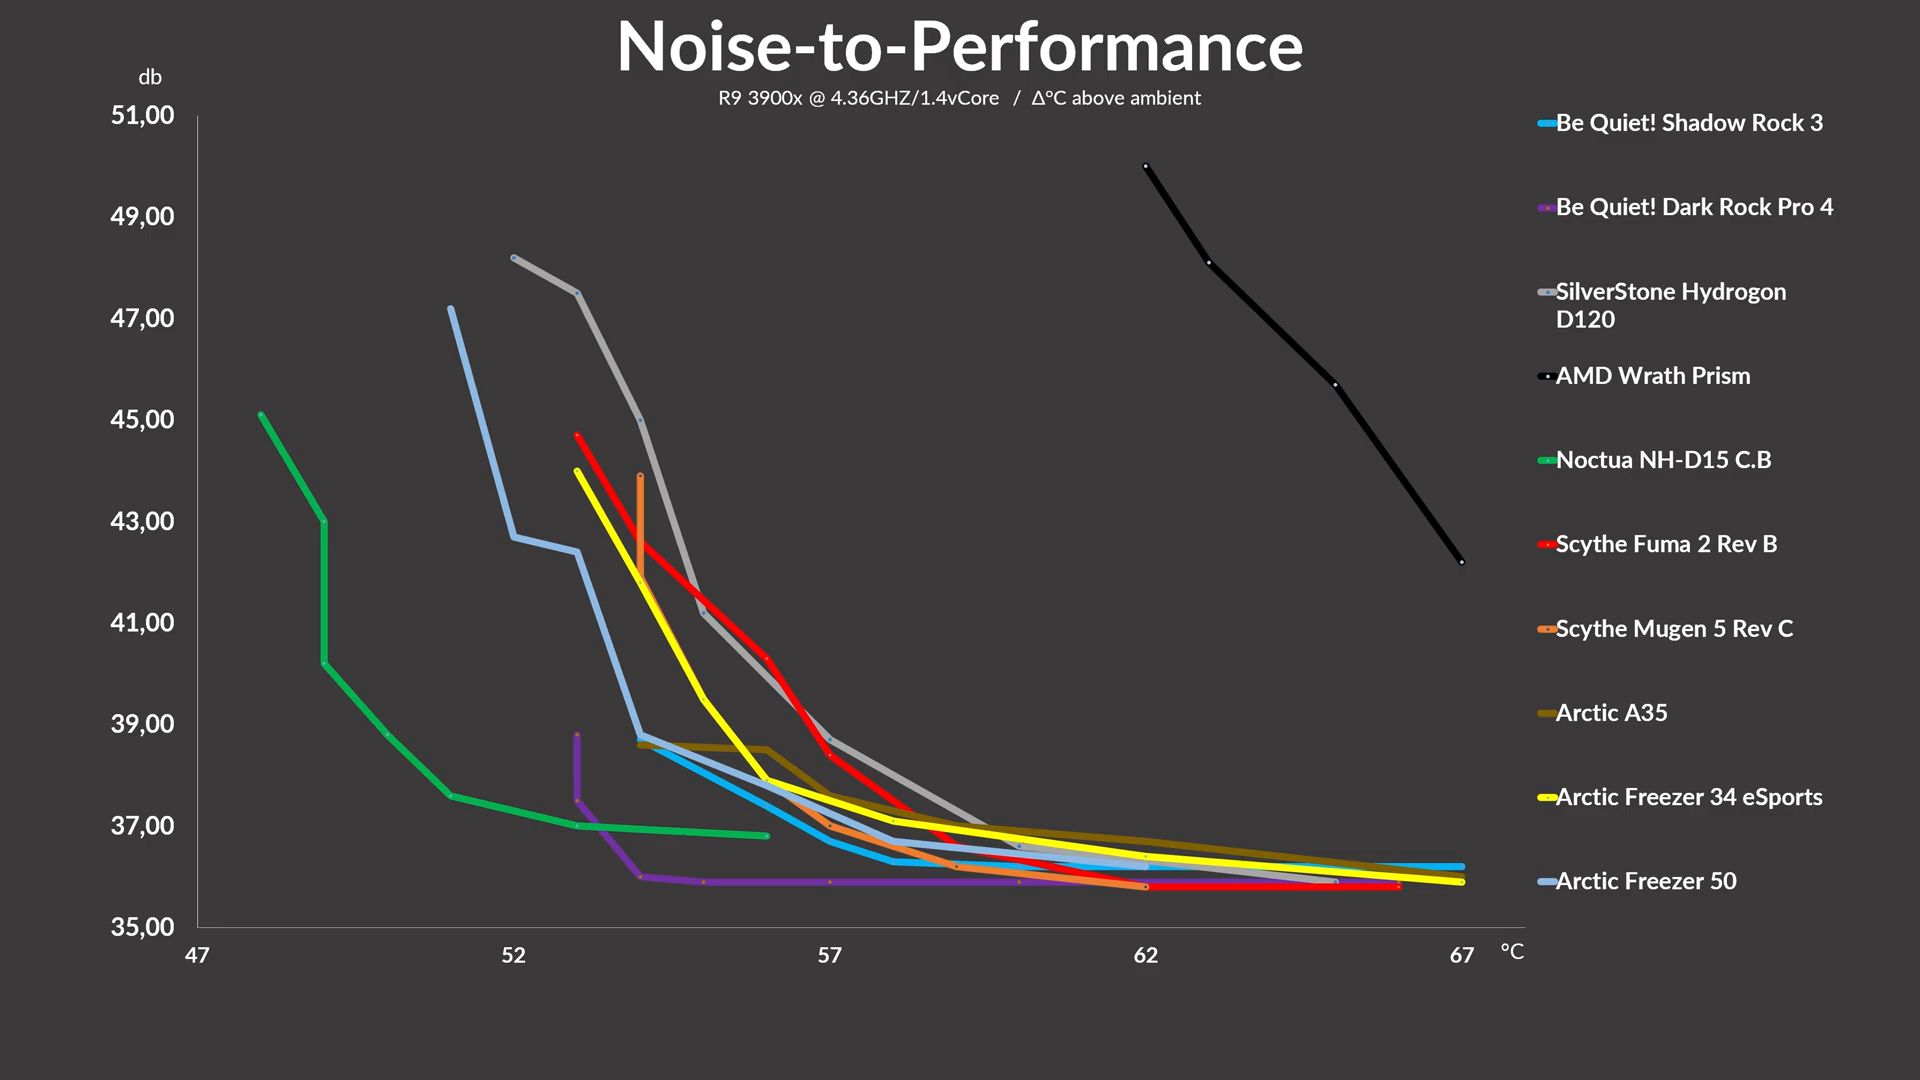 Noise-to-Performance
R9 3900x @ 4.36GHZ/1.4vCore / Δ°C above ambient
db
51,00
49,00
47,00
45,00
43,00
41,00
39,00
37,00
35,00
47
52
57
62
67
°C
Be Quiet! Shadow Rock 3
Be Quiet! Dark Rock Pro 4
SilverStone Hydrogon
D120
AMD Wrath Prism
Noctua NH-D15 C.B
Scythe Fuma 2 Rev B
Scythe Mugen 5 Rev C
Arctic A35
Arctic Freezer 34 eSports
Arctic Freezer 50